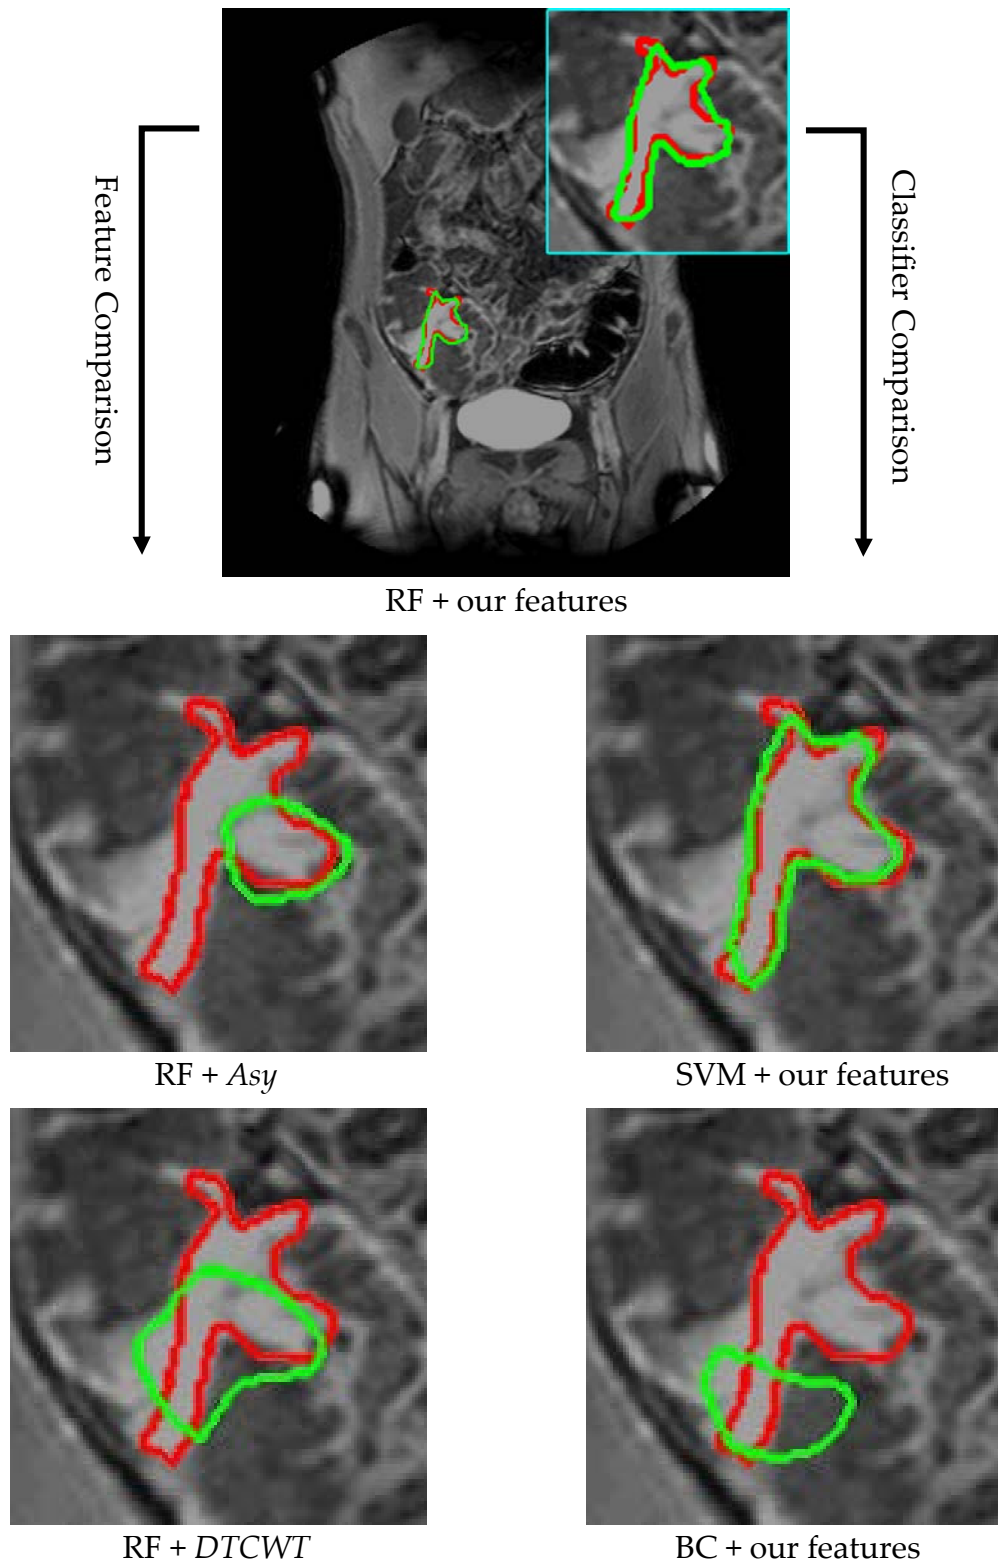 Feature Comparison
Classifier Comparison
RF + our features
RF + Asy
SVM + our features
RF + DTCWT
BC + our features